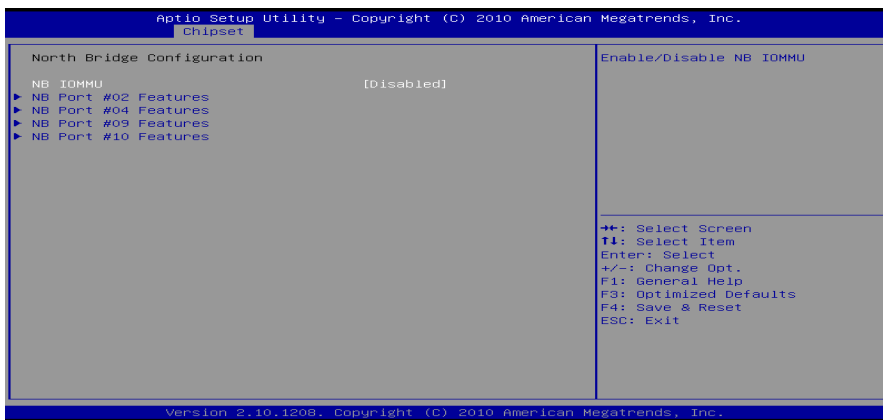 Aptio Setup Utility – Copyright (C) 2010 American Megatrends, Inc.
Chipset
North Bridge Configuration
NB IOMMU [Disabled]
► NB Port #02 Features
► NB Port #04 Features
► NB Port #09 Features
► NB Port #10 Features
Enable/Disable NB IOMMU
→←: Select Screen
↑↓: Select Item
Enter: Select
+/-: Change Opt.
F1: General Help
F3: Optimized Defaults
F4: Save & Reset
ESC: Exit
Version 2.10.1208. Copyright (C) 2010 American Megatrends, Inc.